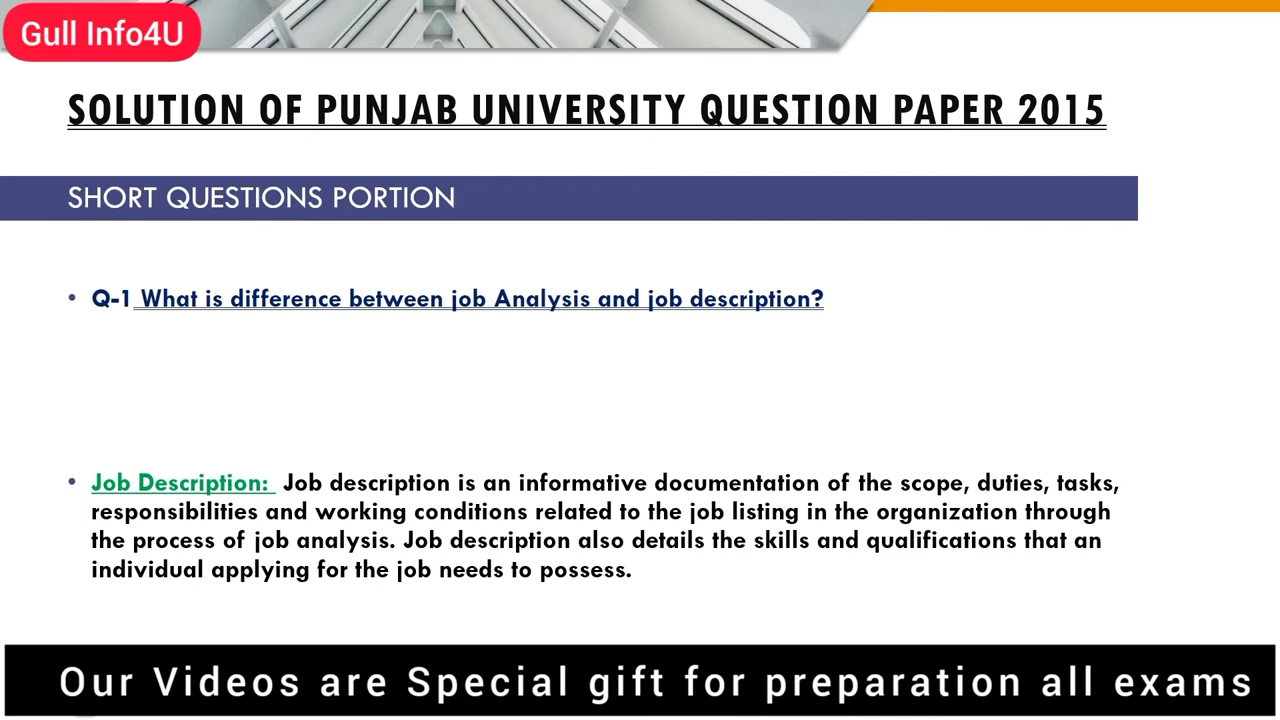 Gull Info4U
SOLUTION OF PUNJAB UNIVERSITY QUESTION PAPER 2015
SHORT QUESTIONS PORTION
• Q-1 What is difference between job Analysis and job description?
• Job Description: Job description is an informative documentation of the scope, duties, tasks,
responsibilities and working conditions related to the job listing in the organization through
the process of job analysis. Job description also details the skills and qualifications that an
individual applying for the job needs to possess.
Our Videos are Special gift for preparation all exams